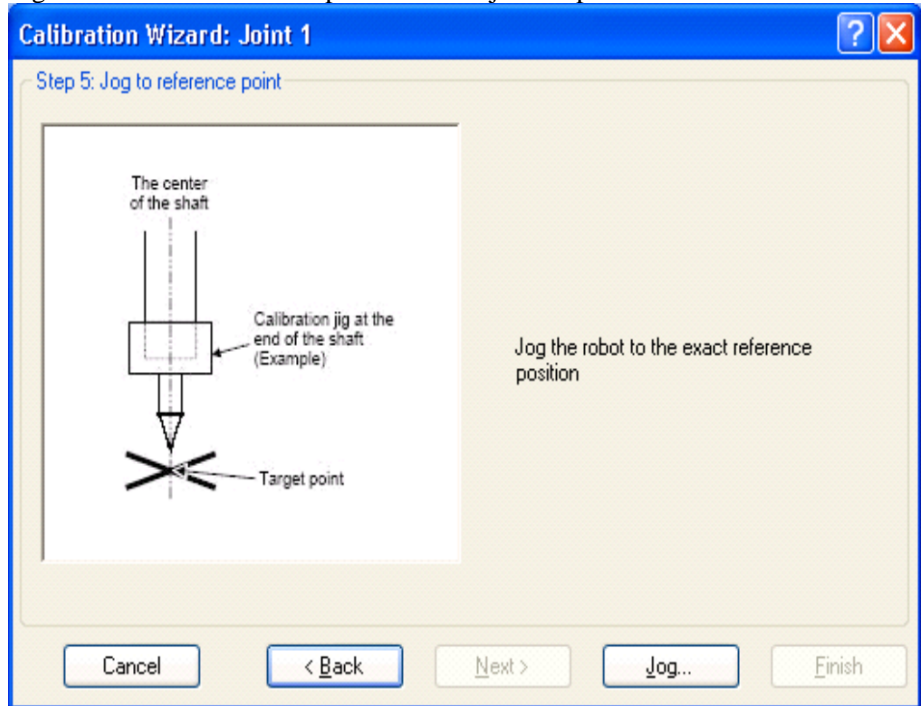 Calibration Wizard: Joint 1
Step 5: Jog to reference point
The center
of the shaft
Calibration jig at the
end of the shaft
(Example)
Target point
Jog the robot to the exact reference
position
Cancel
< Back
Next >
Jog...
Finish